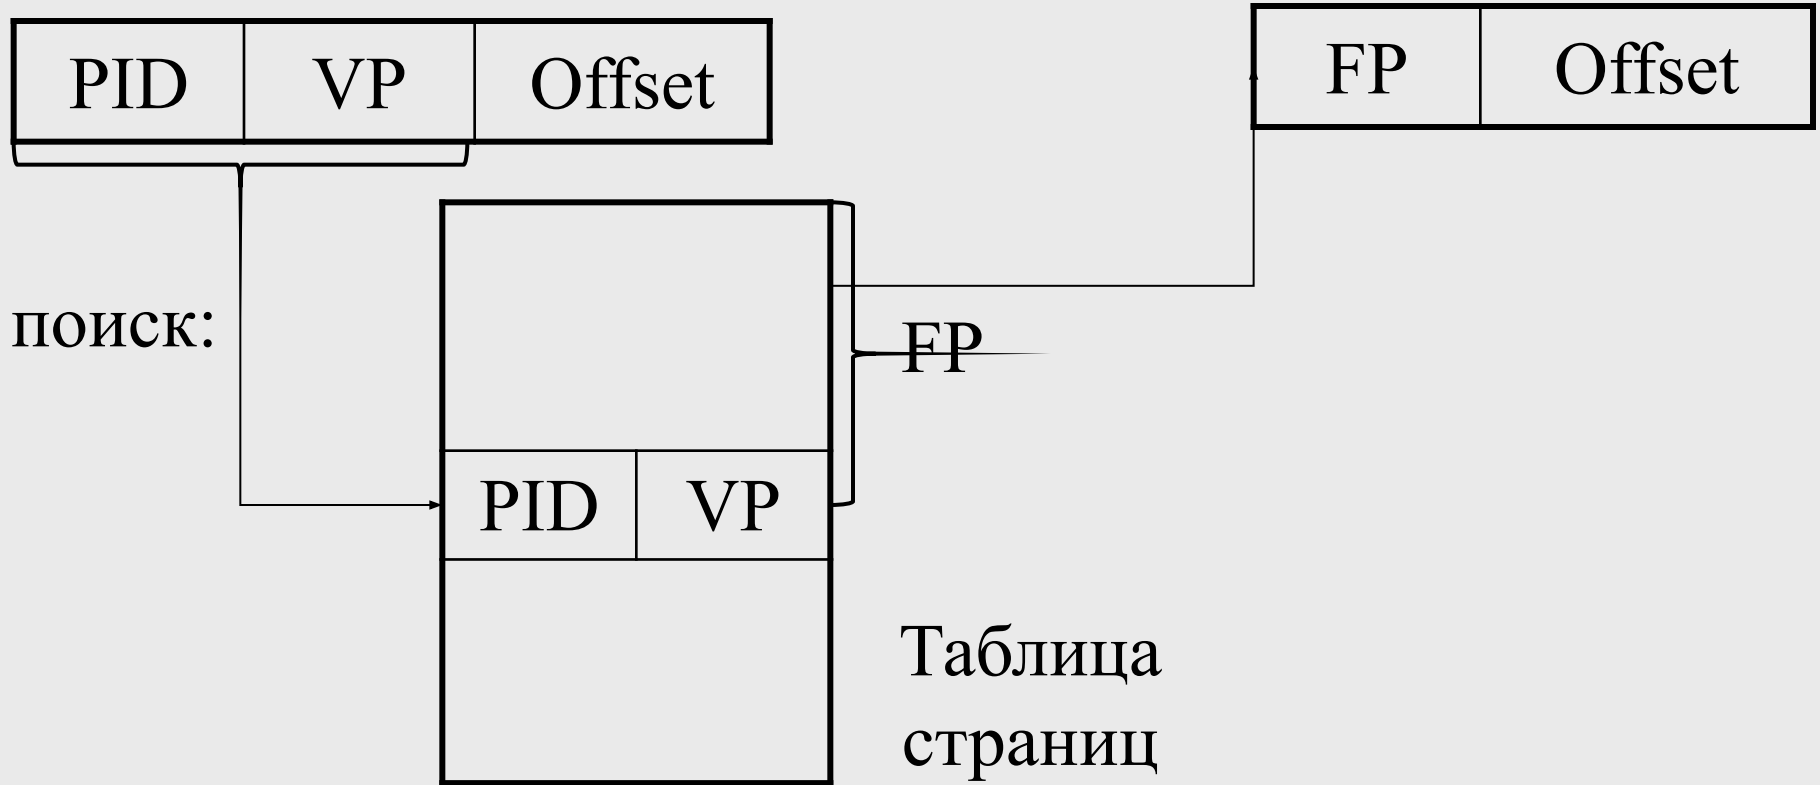 PID VP Offset
FP Offset
поиск:
FP
PID VP
Таблица
страниц